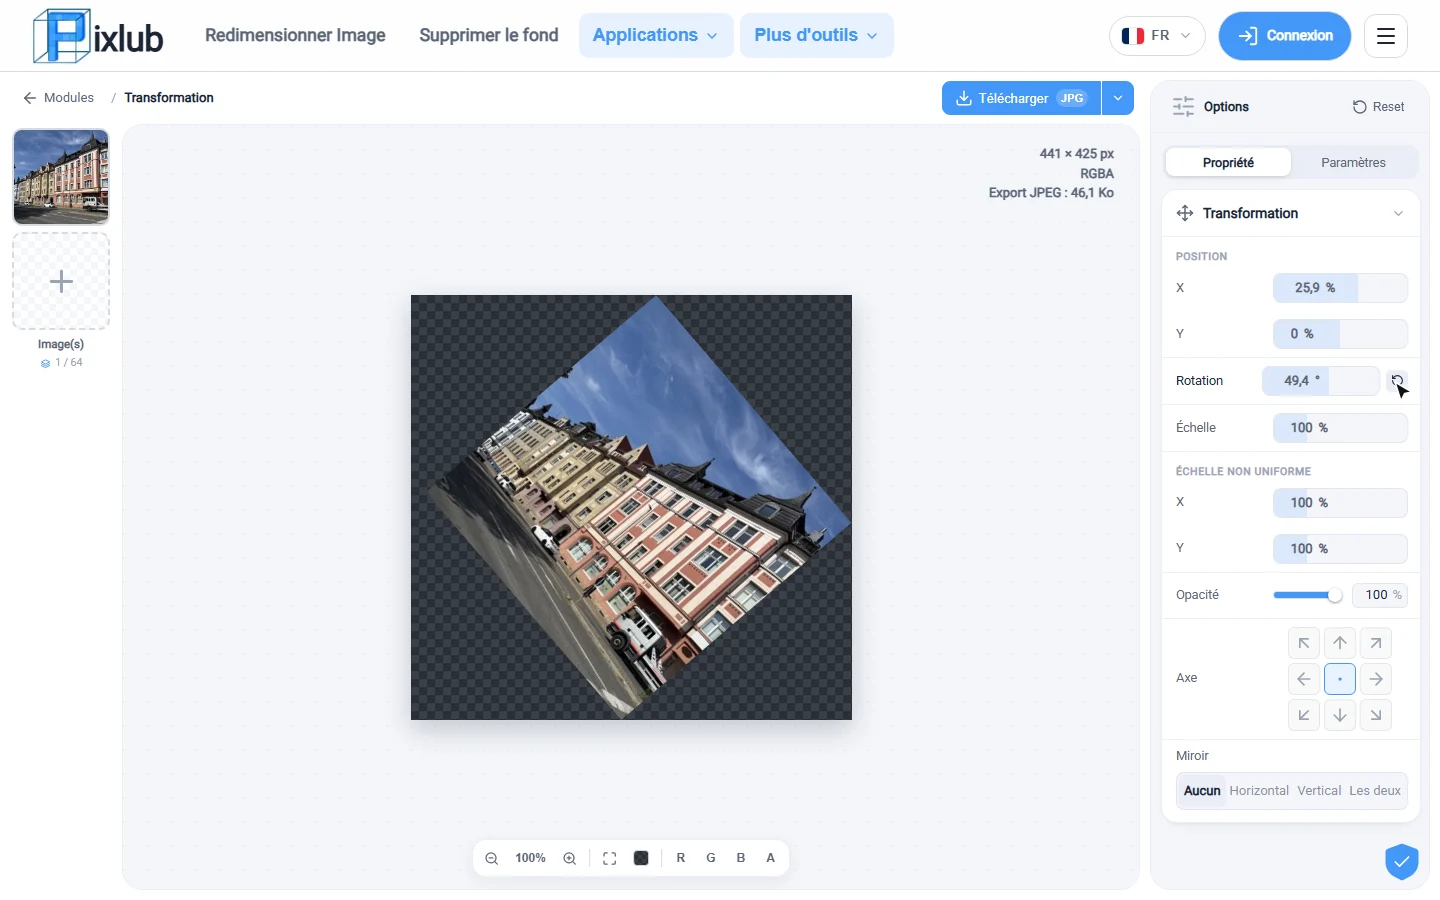 Pixlub
Redimensionner Image
Supprimer le fond
Applications
Plus d'outils
FR
Connexion
Modules / Transformation
Télécharger JPG
441 × 425 px
RGBA
Export JPEG : 46,1 Ko
Image(s)
1 / 64
100%
R G B A
Options
Reset
Propriété
Paramètres
Transformation
POSITION
X 25,9 %
Y 0 %
Rotation 49,4 °
Échelle 100 %
ÉCHELLE NON UNIFORME
X 100 %
Y 100 %
Opacité 100 %
Axe
Miroir
Aucun Horizontal Vertical Les deux